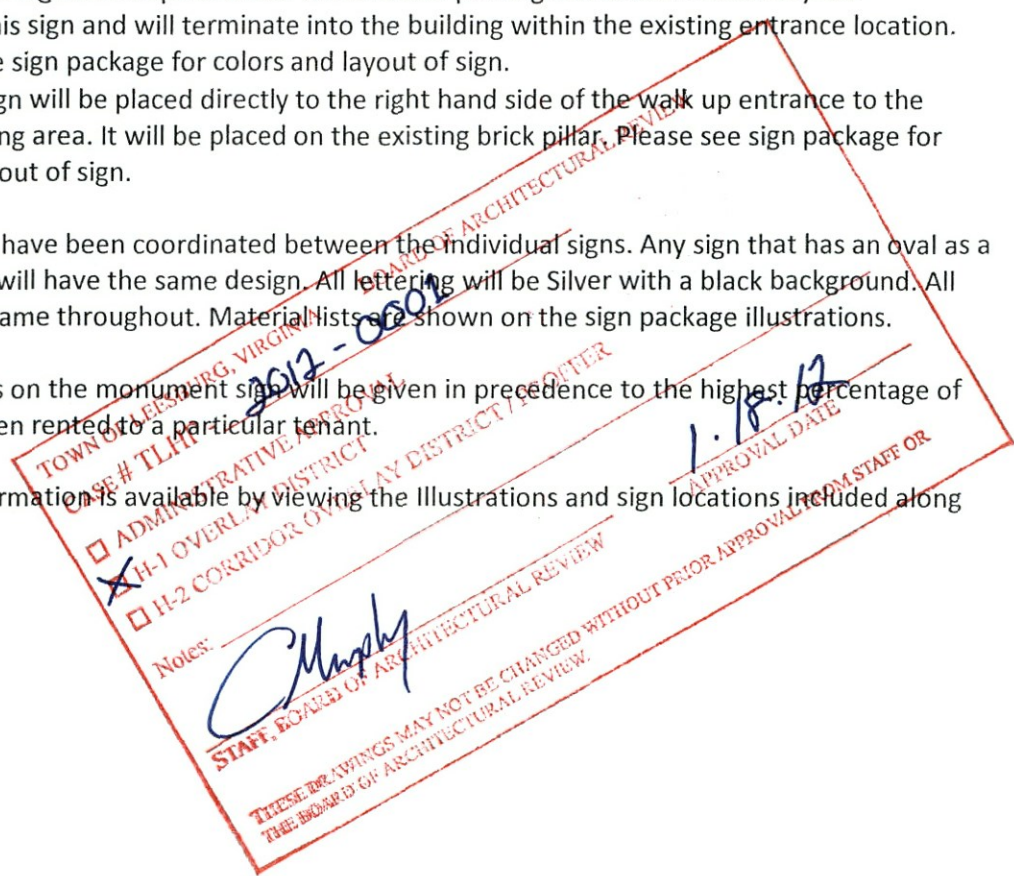 is sign and will terminate into the building within the existing entrance location.
sign package for colors and layout of sign.
gn will be placed directly to the right hand side of the walk up entrance to the
ng area. It will be placed on the existing brick pillar. Please see sign package for
out of sign.
have been coordinated between the individual signs. Any sign that has an oval as a
will have the same design. All lettering will be Silver with a black background. All
ame throughout. Material lists are shown on the sign package illustrations.
s on the monument sign will be given in precedence to the highest percentage of
en rented to a particular tenant.
rmation is available by viewing the Illustrations and sign locations included along
TOWN OF LEESBURG, VIRGINIA BOARD OF ARCHITECTURAL REVIEW
CASE # TLHP 2012-0001
☐ ADMINISTRATIVE APPROVAL
☒ H-1 OVERLAY DISTRICT
☐ H-2 CORRIDOR OVERLAY DISTRICT / PROFFER
Notes:
1.18.12
APPROVAL DATE
CMurphy
STAFF, BOARD OF ARCHITECTURAL REVIEW
THESE DRAWINGS MAY NOT BE CHANGED WITHOUT PRIOR APPROVAL FROM STAFF OR
THE BOARD OF ARCHITECTURAL REVIEW.